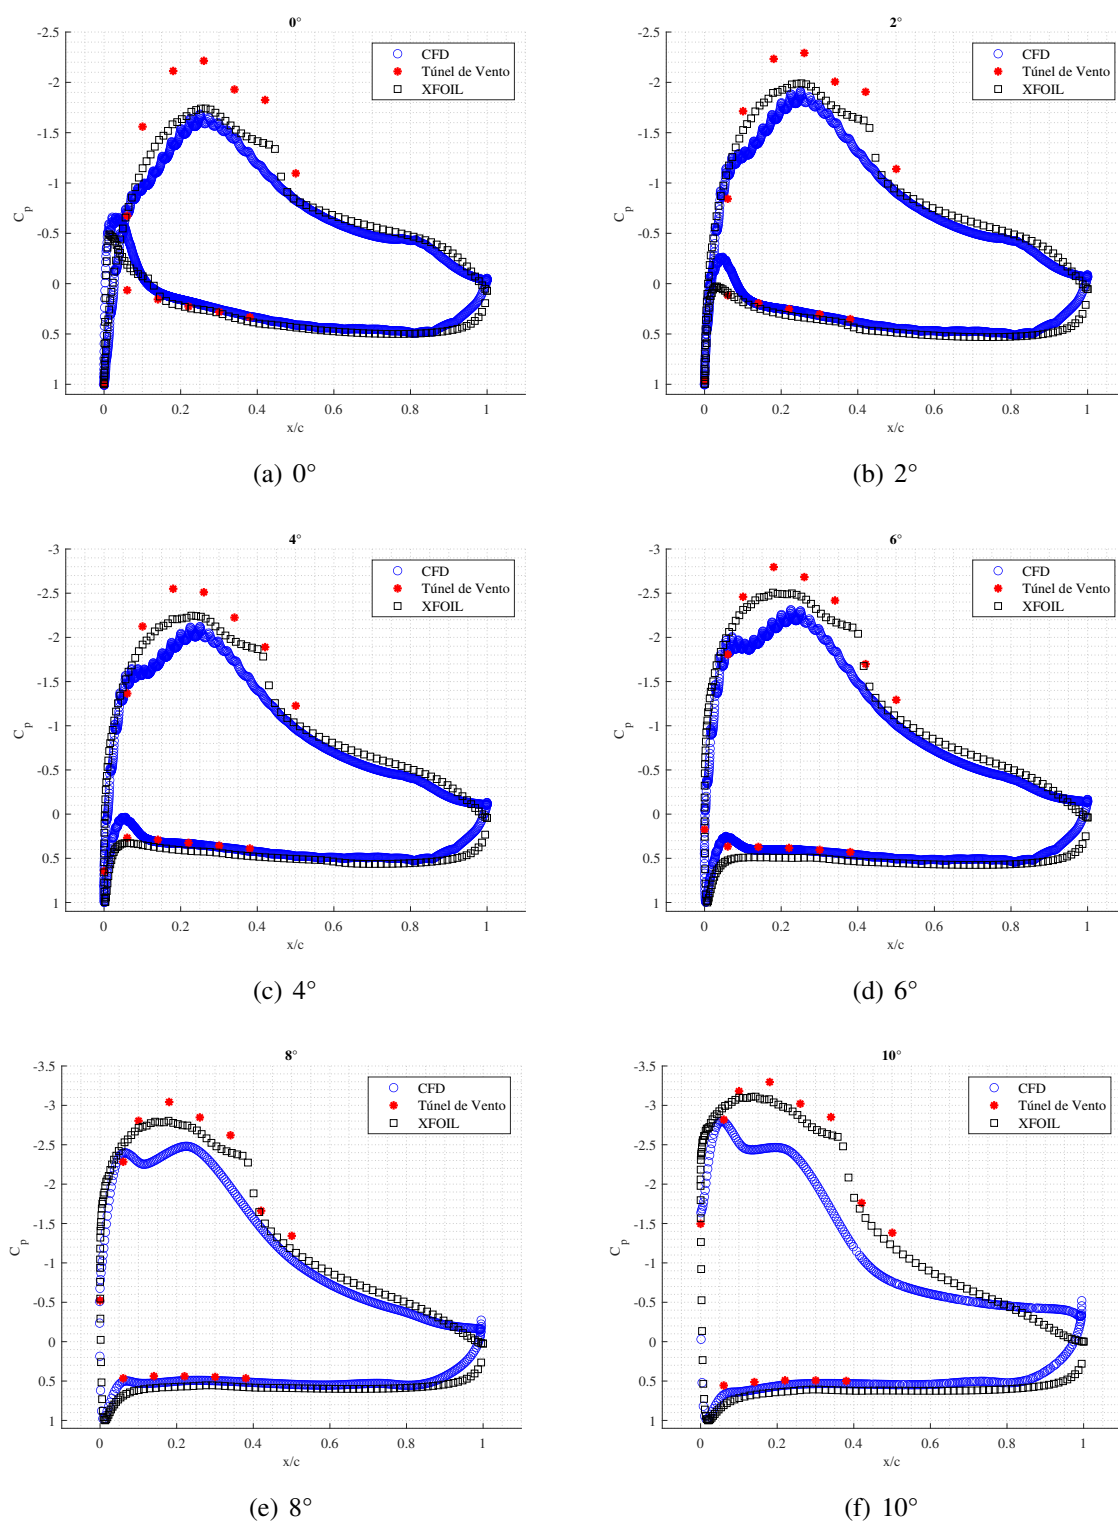 0°
-2.5
-2
-1.5
-1
-0.5
0
0.5
1
C_p
CFD
Túnel de Vento
XFOIL
0 0.2 0.4 0.6 0.8 1
x/c
(a) 0°
2°
-2.5
-2
-1.5
-1
-0.5
0
0.5
1
C_p
CFD
Túnel de Vento
XFOIL
0 0.2 0.4 0.6 0.8 1
x/c
(b) 2°
4°
-3
-2.5
-2
-1.5
-1
-0.5
0
0.5
1
C_p
CFD
Túnel de Vento
XFOIL
0 0.2 0.4 0.6 0.8 1
x/c
(c) 4°
6°
-3
-2.5
-2
-1.5
-1
-0.5
0
0.5
1
C_p
CFD
Túnel de Vento
XFOIL
0 0.2 0.4 0.6 0.8 1
x/c
(d) 6°
8°
-3.5
-3
-2.5
-2
-1.5
-1
-0.5
0
0.5
1
C_p
CFD
Túnel de Vento
XFOIL
0 0.2 0.4 0.6 0.8 1
x/c
(e) 8°
10°
-3.5
-3
-2.5
-2
-1.5
-1
-0.5
0
0.5
1
C_p
CFD
Túnel de Vento
XFOIL
0 0.2 0.4 0.6 0.8 1
x/c
(f) 10°